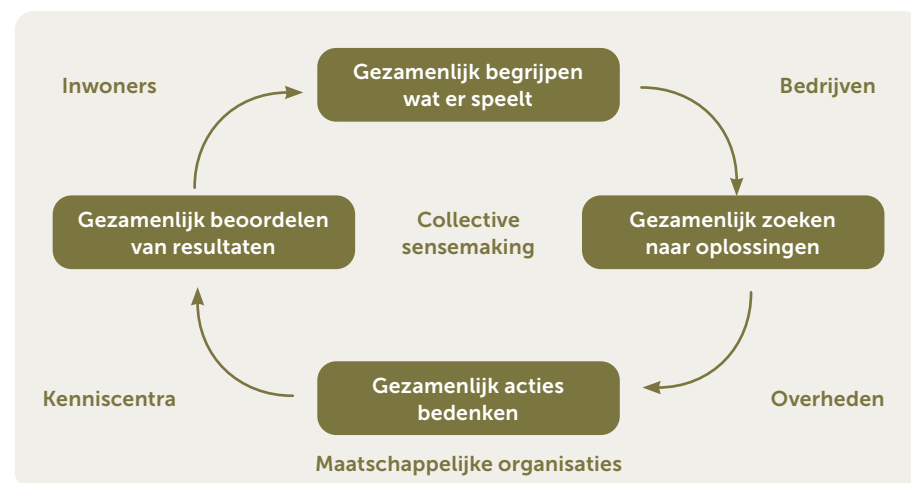 Gezamenlijk begrijpen
wat er speelt
Inwoners
Bedrijven
Gezamenlijk beoordelen
van resultaten
Collective
sensemaking
Gezamenlijk zoeken
naar oplossingen
Gezamenlijk acties
bedenken
Kenniscentra
Overheden
Maatschappelijke organisaties